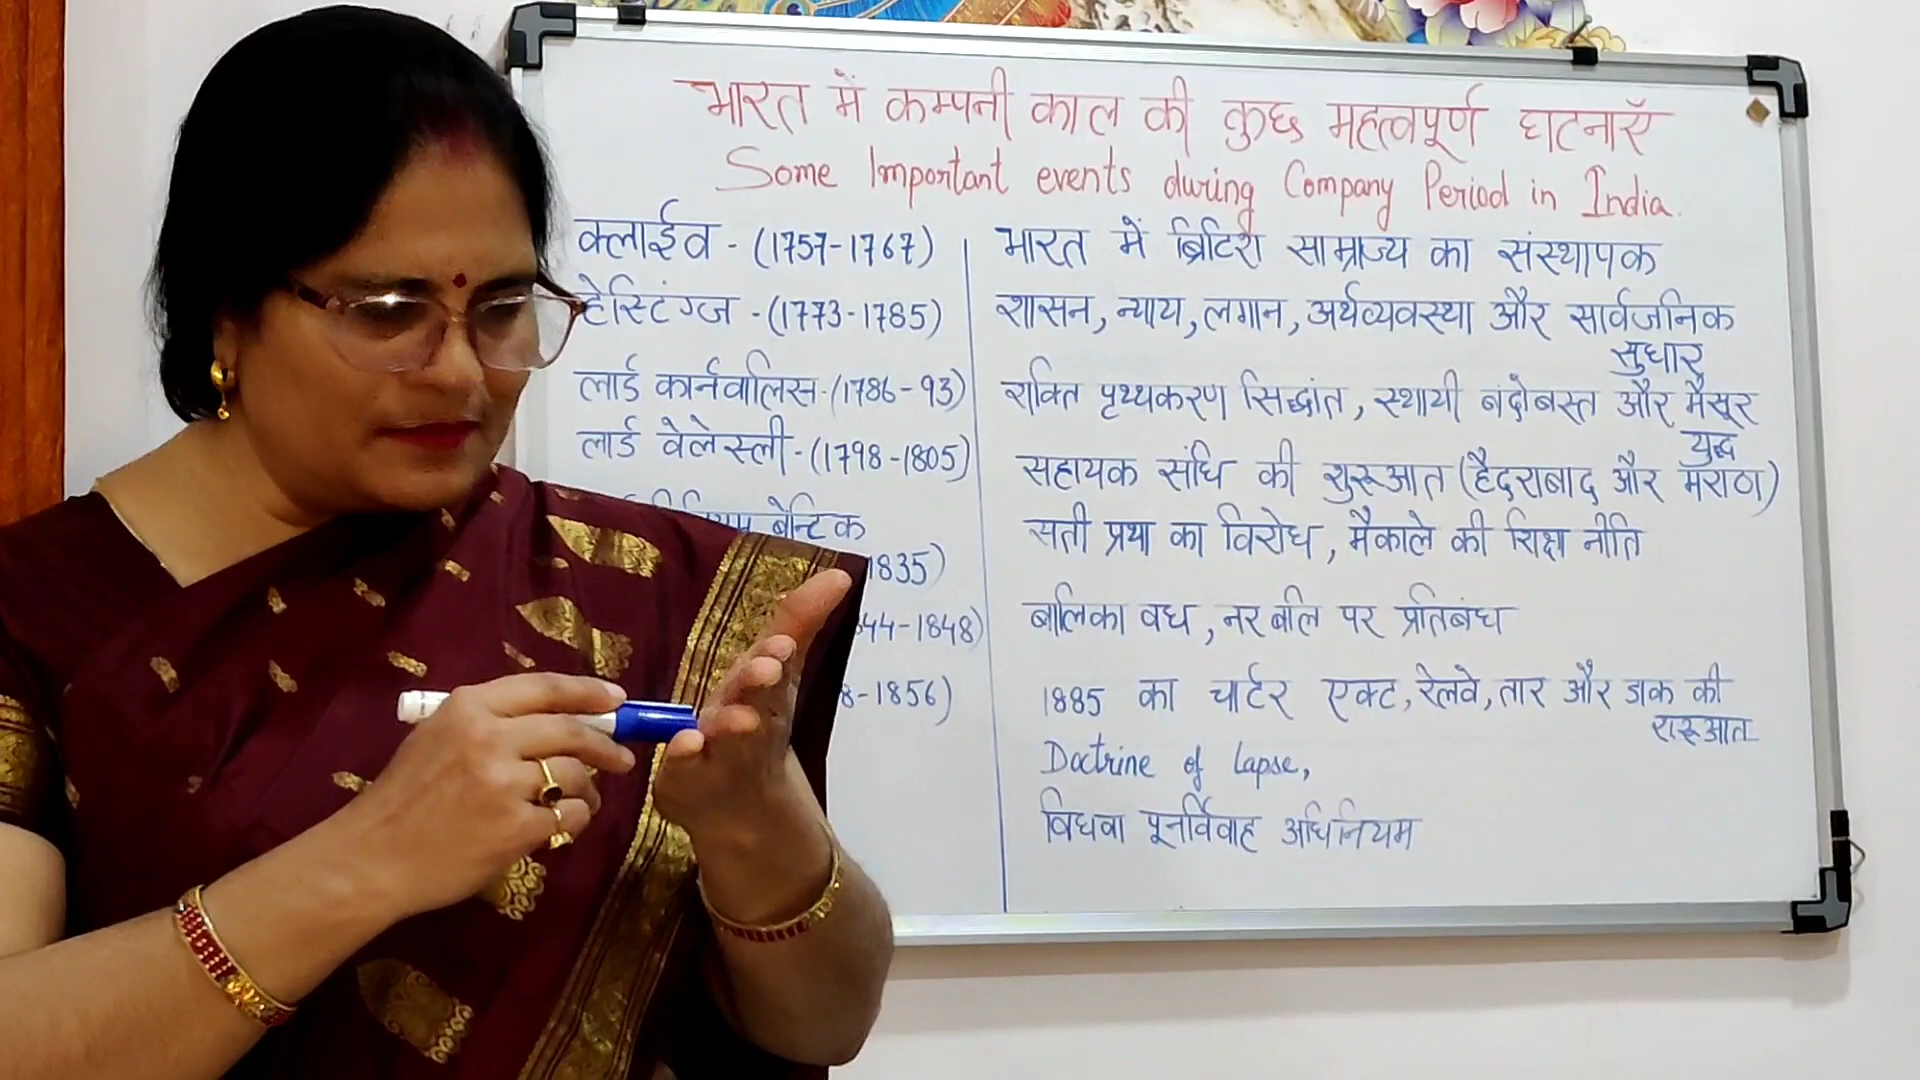 भारत में कम्पनी काल की कुछ महत्वपूर्ण घटनाएँ
Some Important events during Company Period in India.
क्लाईव - (1757-1767) भारत में ब्रिटिश साम्राज्य का संस्थापक
हेस्टिंग्ज - (1773-1785) शासन, न्याय, लगान, अर्थव्यवस्था और सार्वजनिक
सुधार
लार्ड कार्नवालिस - (1786-93) शक्ति पृथ्थकरण सिद्धांत, स्थायी बंदोबस्त और मैसूर
युद्ध
लार्ड वेलेस्ली - (1798-1805) सहायक संधि की शुरूआत (हैदराबाद और मराठा)
बेन्टिक सती प्रथा का विरोध, मैकाले की शिक्षा नीति
1835)
44-1848) बालिका वध, नर बलि पर प्रतिबंध
8-1856) 1885 का चार्टर एक्ट, रेलवे, तार और डाक की
शुरूआत
Doctrine of lapse,
विधवा पूनर्विवाह अधिनियम